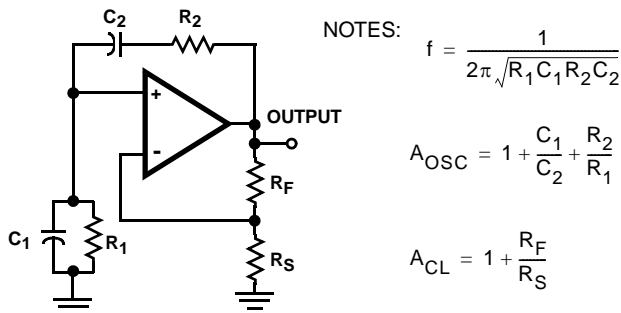 C2 R2
NOTES:
f = 1 / 2π√R1C1R2C2
+
OUTPUT
-
AOSC = 1 + C1/C2 + R2/R1
RF
C1 R1
RS
ACL = 1 + RF/RS